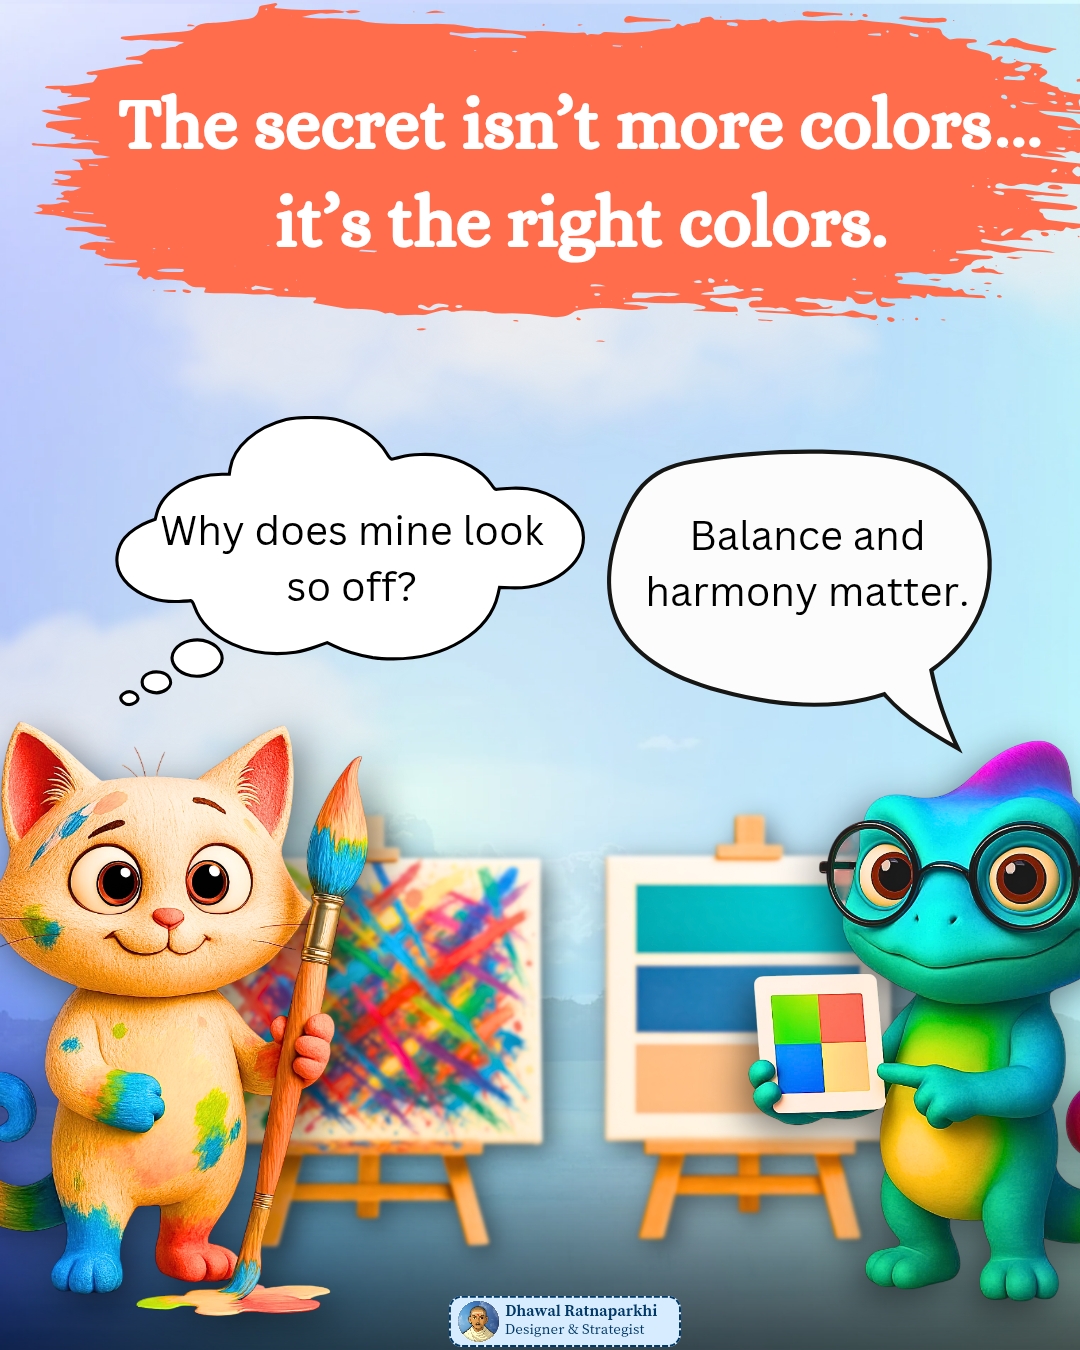 The secret isn’t more colors...
it’s the right colors.
Why does mine look
so off?
Balance and
harmony matter.
Dhawal Ratnaparkhi
Designer & Strategist